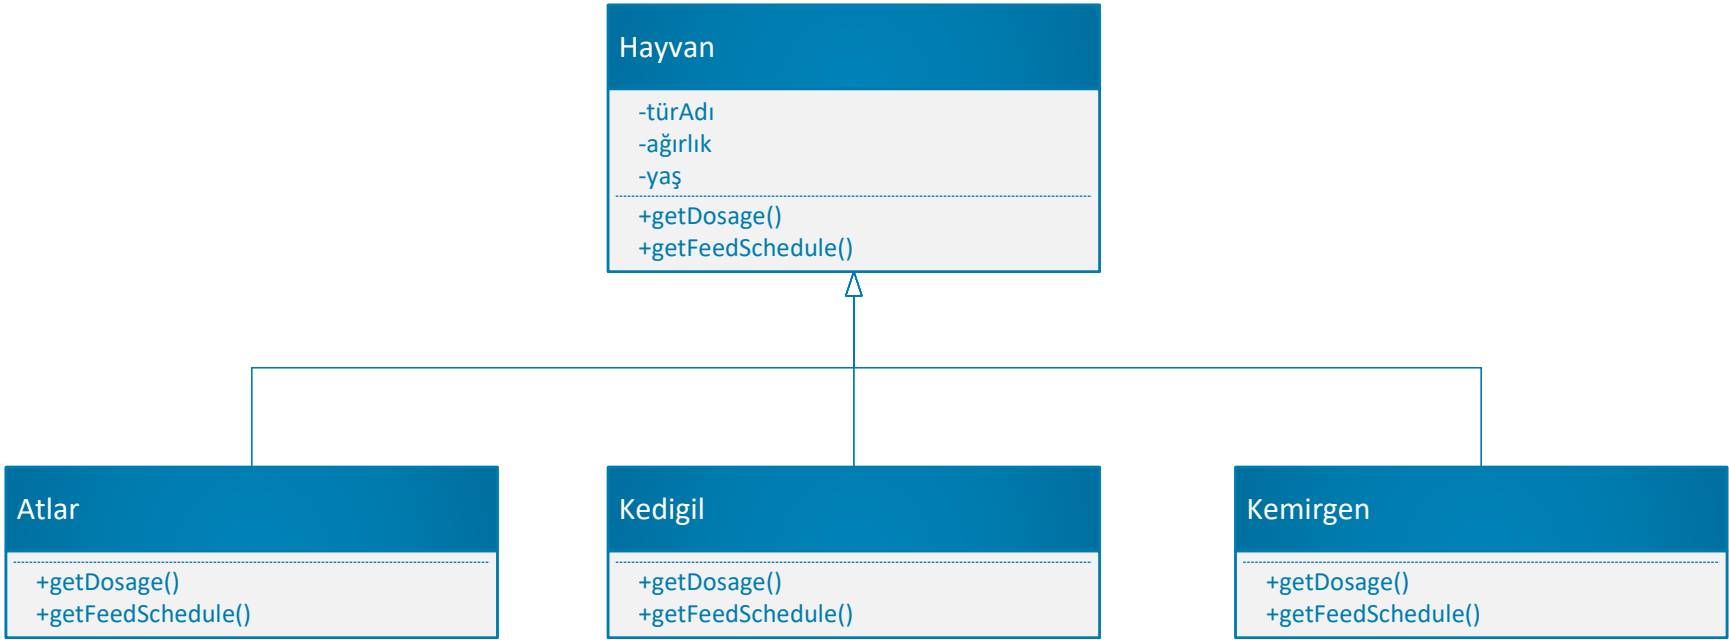 Hayvan
-türAdı
-ağırlık
-yaş
+getDosage()
+getFeedSchedule()
Atlar
+getDosage()
+getFeedSchedule()
Kedigil
+getDosage()
+getFeedSchedule()
Kemirgen
+getDosage()
+getFeedSchedule()